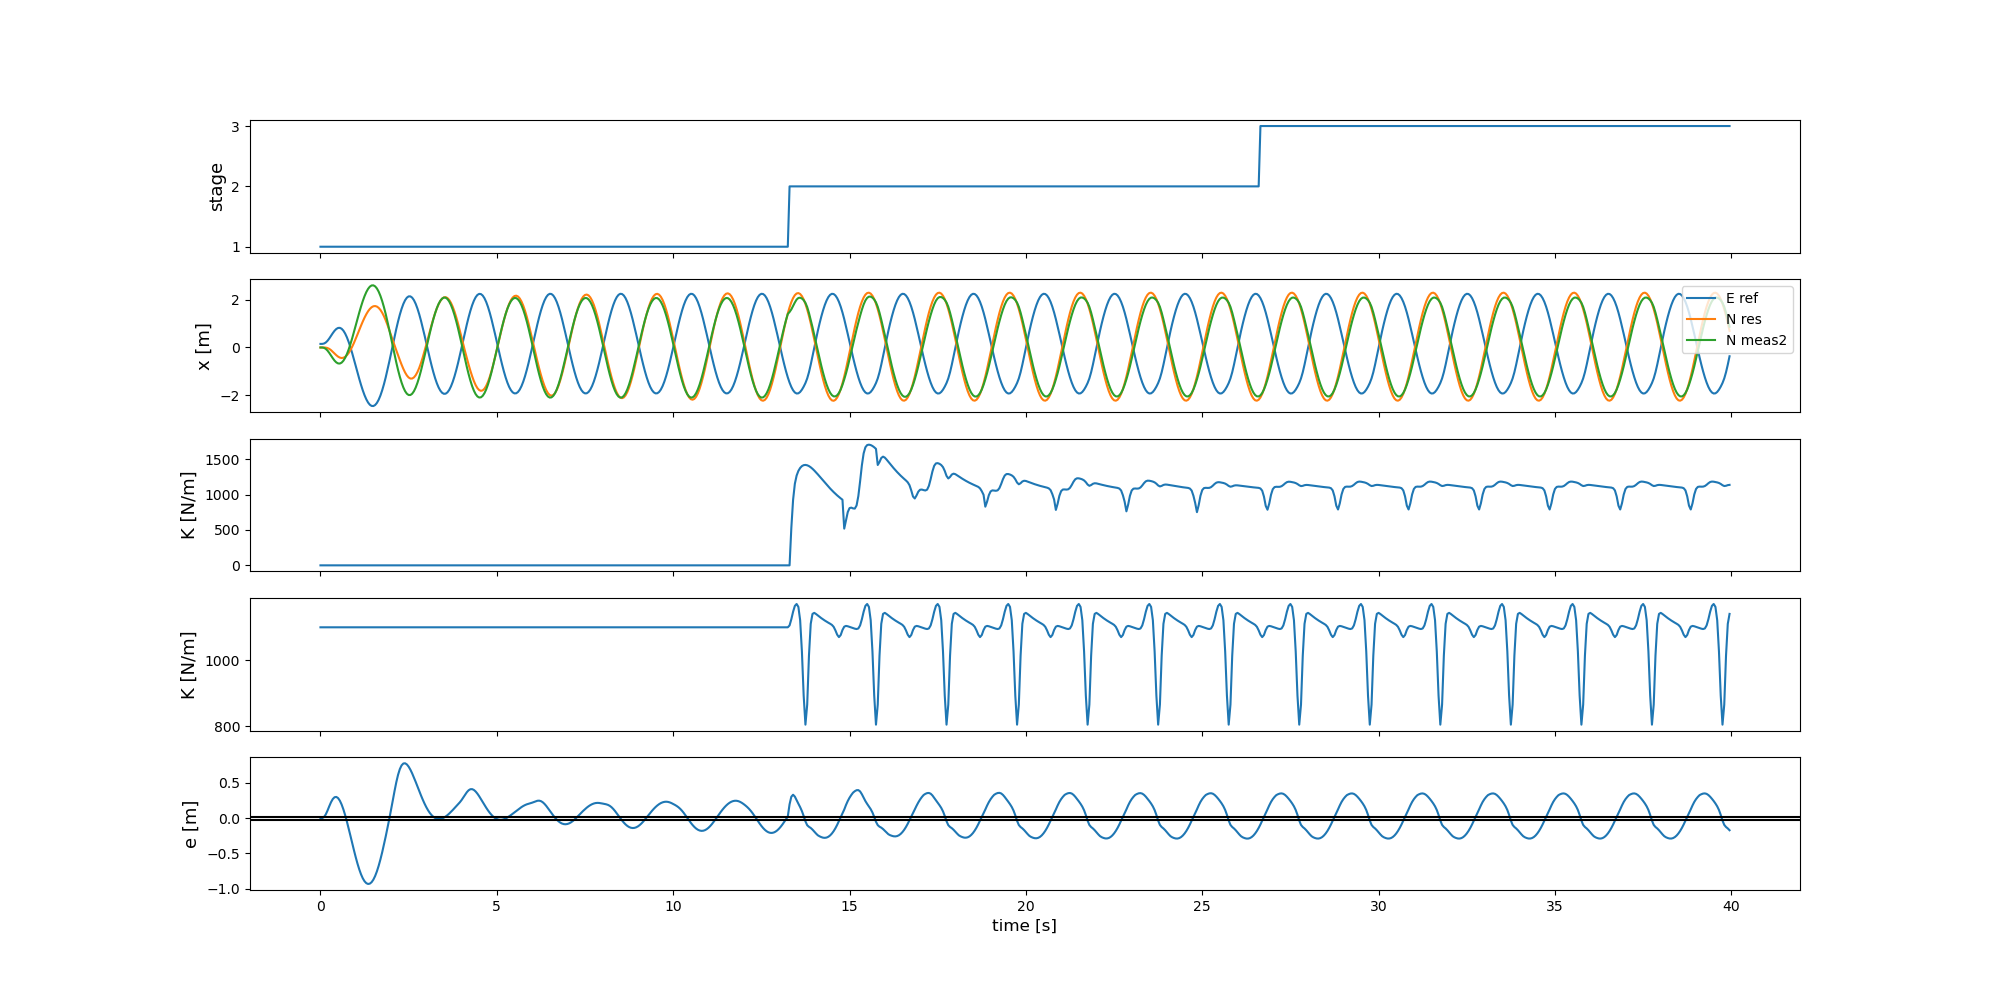 stage
3
2
1
x [m]
2
0
−2
E ref
N res
N meas2
K [N/m]
1500
1000
500
0
K [N/m]
1000
800
e [m]
0.5
0.0
−0.5
−1.0
0 5 10 15 20 25 30 35 40
time [s]